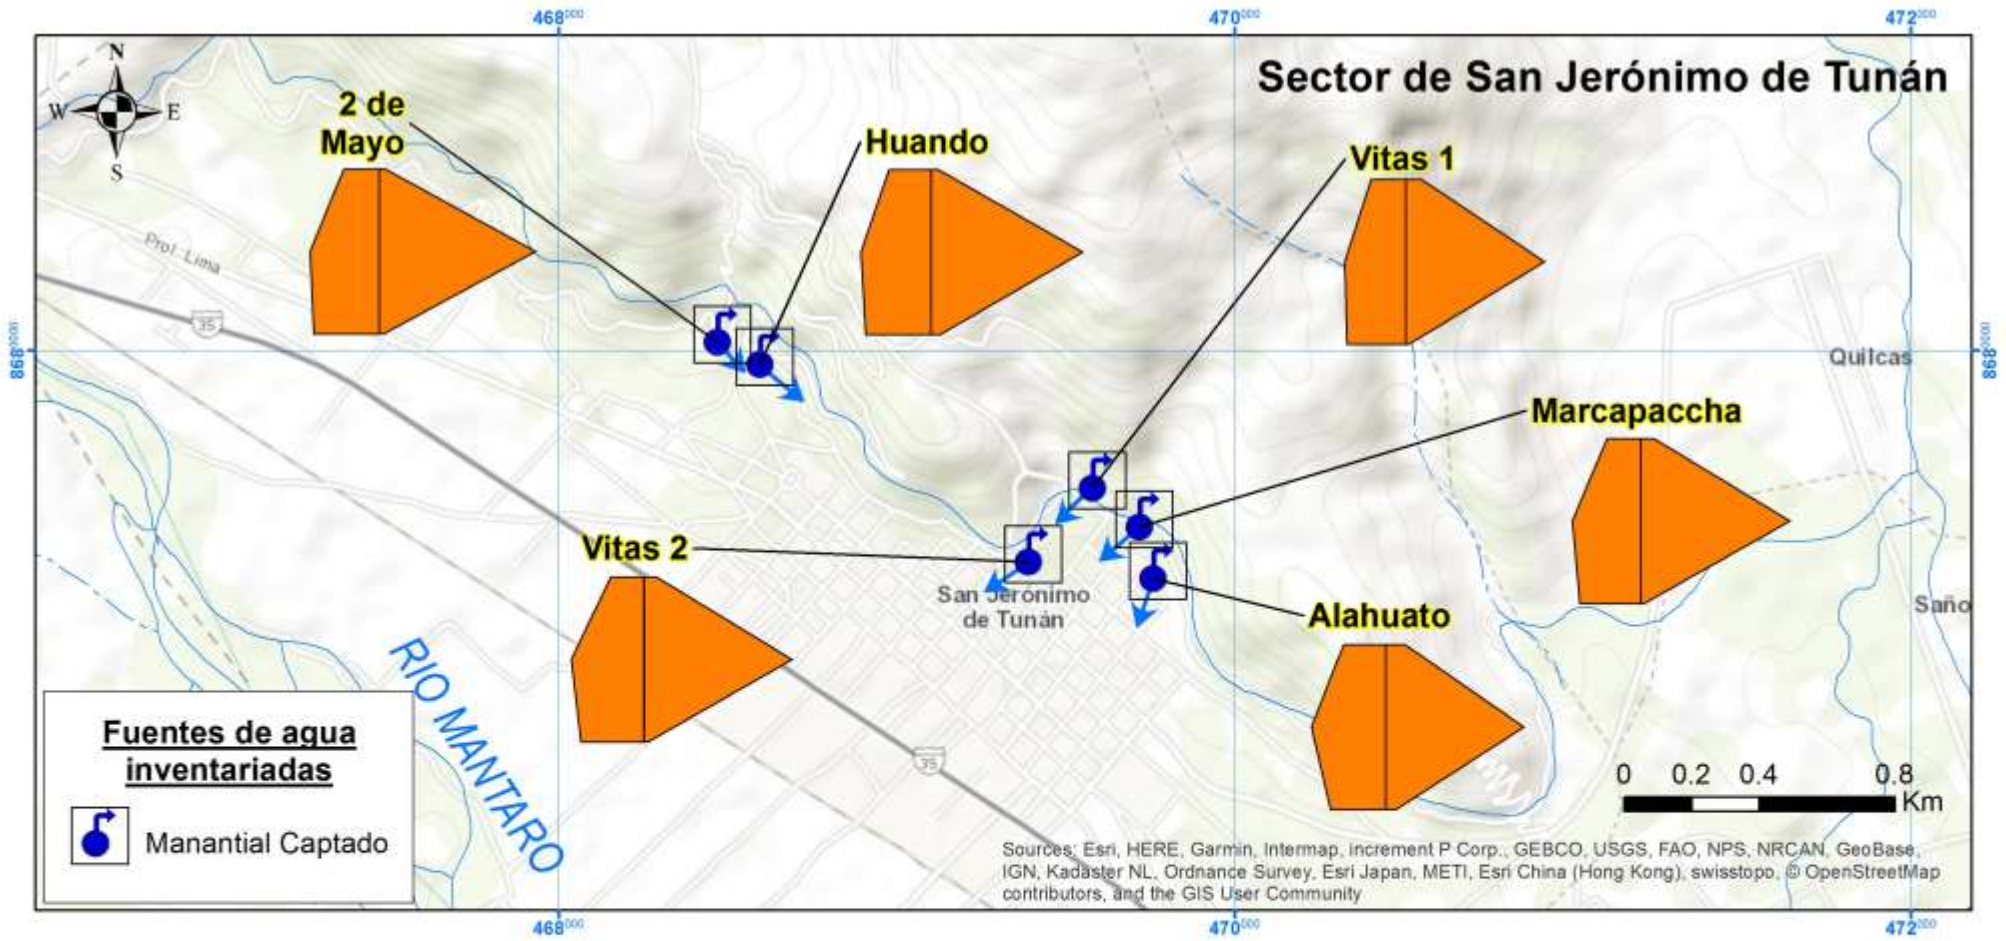 468000
470000
472000
Sector de San Jerónimo de Tunán
N
W
E
S
2 de
Mayo
Huando
Vitas 1
Prol. Lima
35
868
868
Quilcas
Marcapaccha
Vitas 2
San Jerónimo
de Tunán
Alahuato
Saño
RIO MANTARO
Fuentes de agua
inventariadas
Manantial Captado
35
0 0.2 0.4 0.8
Km
Sources: Esri, HERE, Garmin, Intermap, increment P Corp., GEBCO, USGS, FAO, NPS, NRCAN, GeoBase,
IGN, Kadaster NL, Ordnance Survey, Esri Japan, METI, Esri China (Hong Kong), swisstopo, © OpenStreetMap
contributors, and the GIS User Community
468000
470000
472000